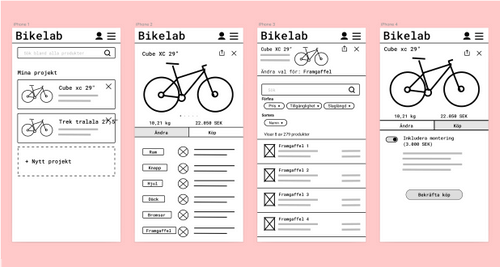 iPhone 1
Bikelab
Sök bland alla produkter
Mina projekt
Cube xc 29"
Trek tralala 27,5"
+ Nytt projekt
iPhone 2
Bikelab
Cube XC 29"
10,21 kg
22.050 SEK
Ändra
Köp
Ram
Knapp
Hjul
Däck
Bromsar
Framgaffel
iPhone 3
Bikelab
Cube XC 29"
Ändra val för: Framgaffel
Sök
Filtrera
Pris
Tillgänglighet
Slaglängd
Sortera
Namn
Visar 6 av 279 produkter
Framgaffel 1
Framgaffel 2
Framgaffel 3
Framgaffel 4
iPhone 4
Bikelab
Cube XC 29"
10,21 kg
22.050 SEK
Ändra
Köp
Inkludera montering
(3.000 SEK)
Bekräfta köp